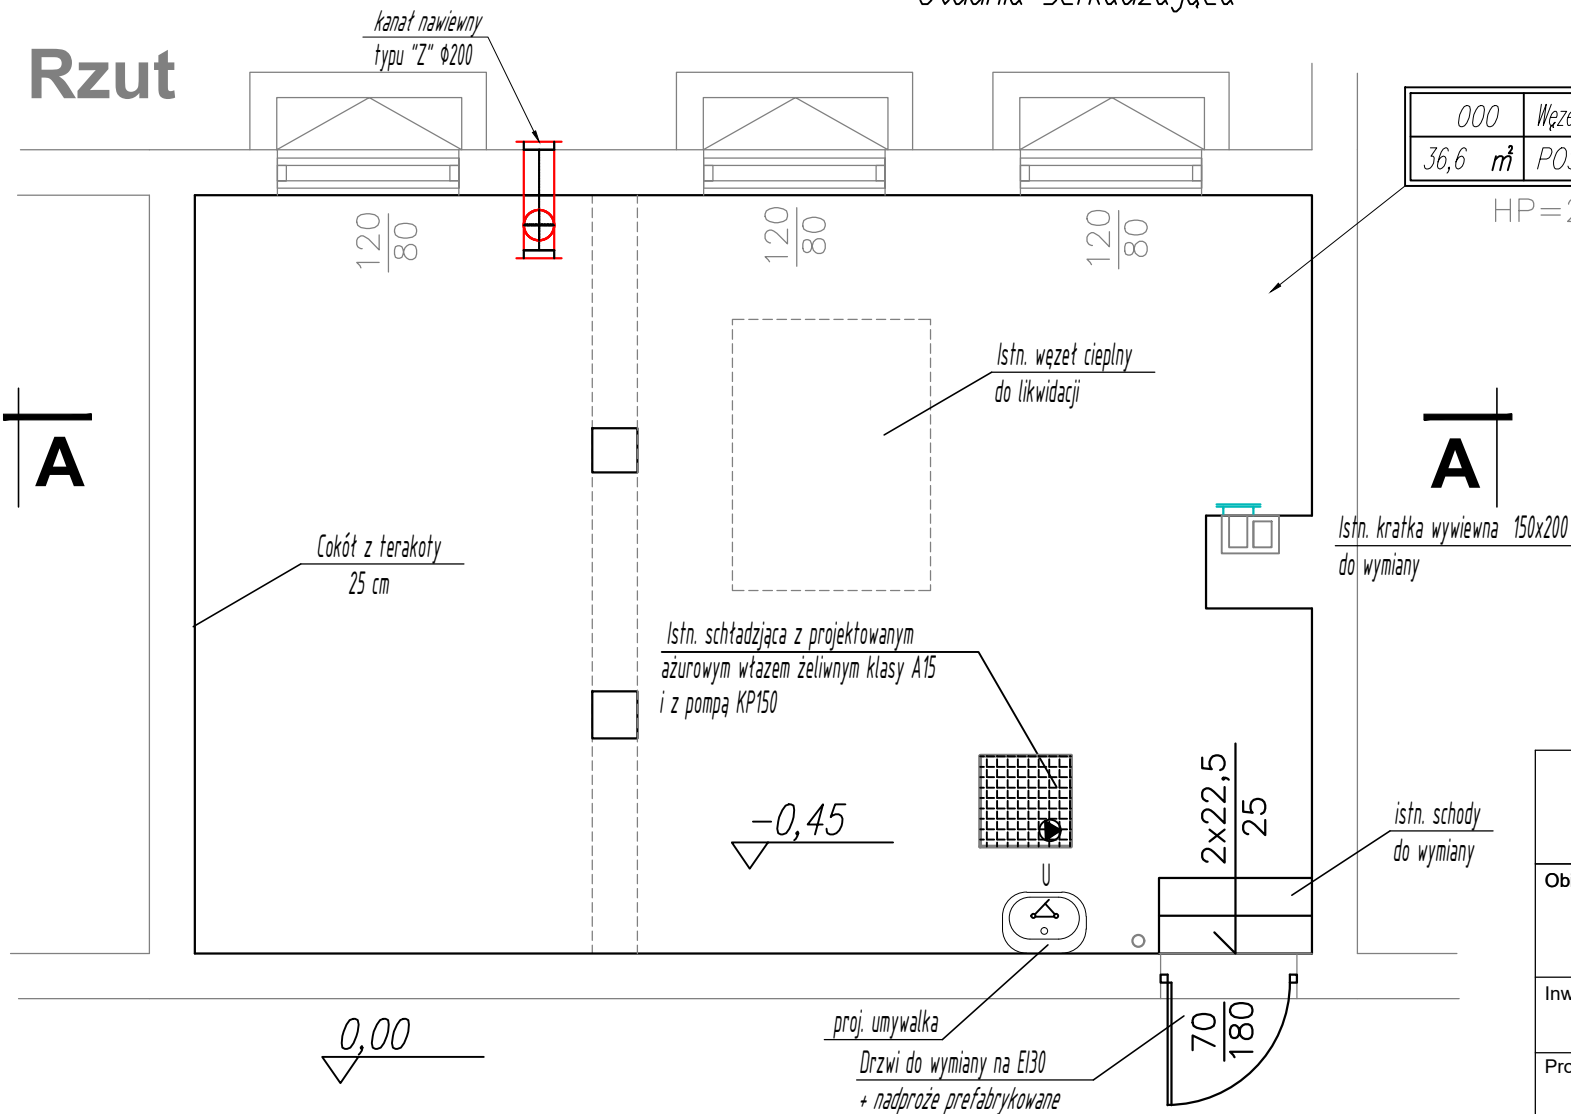 kanał nawiewny
typu "Z" Φ200
Rzut
000
36,6 m²
120
80
120
80
120
80
Istn. węzeł cieplny
do likwidacji
A
A
Istn. kratka wywiewna 150x200
do wymiany
Cokół z terakoty
25 cm
Istn. schładzjąca z projektowanym
ażurowym włazem żeliwnym klasy A15
i z pompą KP150
-0,45
2x22,5
25
istn. schody
do wymiany
U
0,00
proj. umywalka
Drzwi do wymiany na EI30
+ nadproże prefabrykowane
70
180